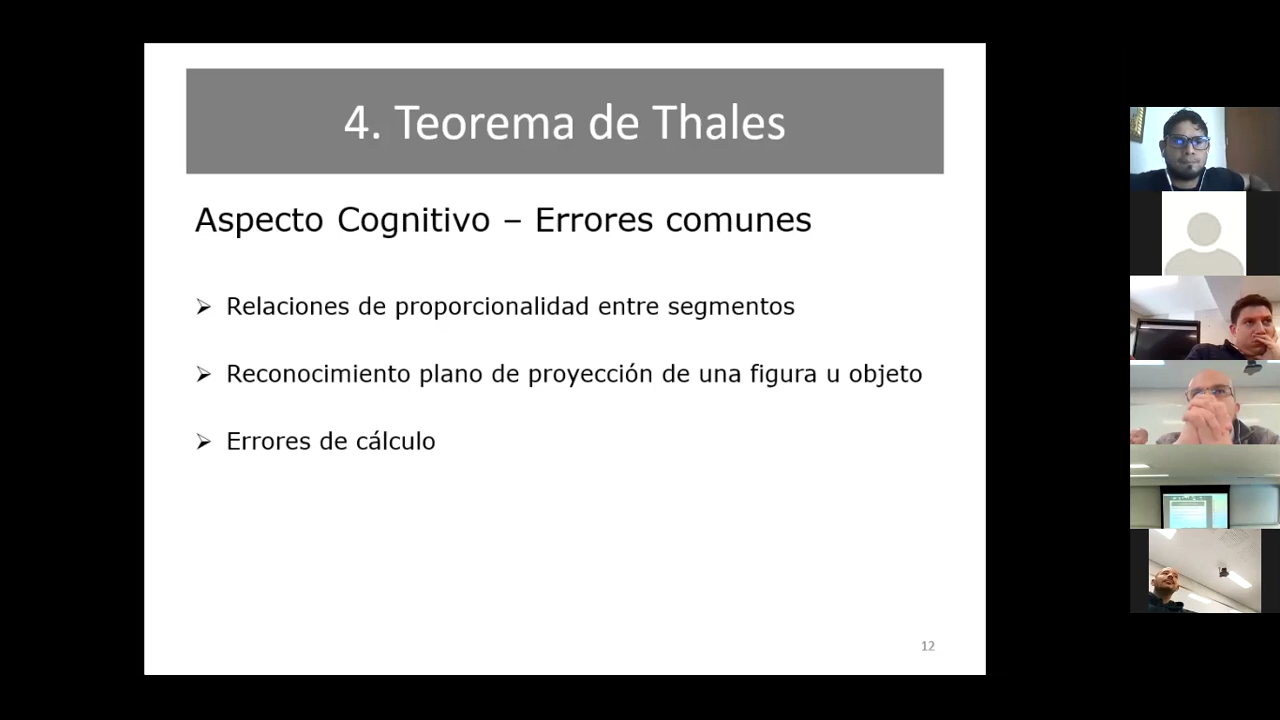 4. Teorema de Thales
Aspecto Cognitivo – Errores comunes
➢ Relaciones de proporcionalidad entre segmentos
➢ Reconocimiento plano de proyección de una figura u objeto
➢ Errores de cálculo
12